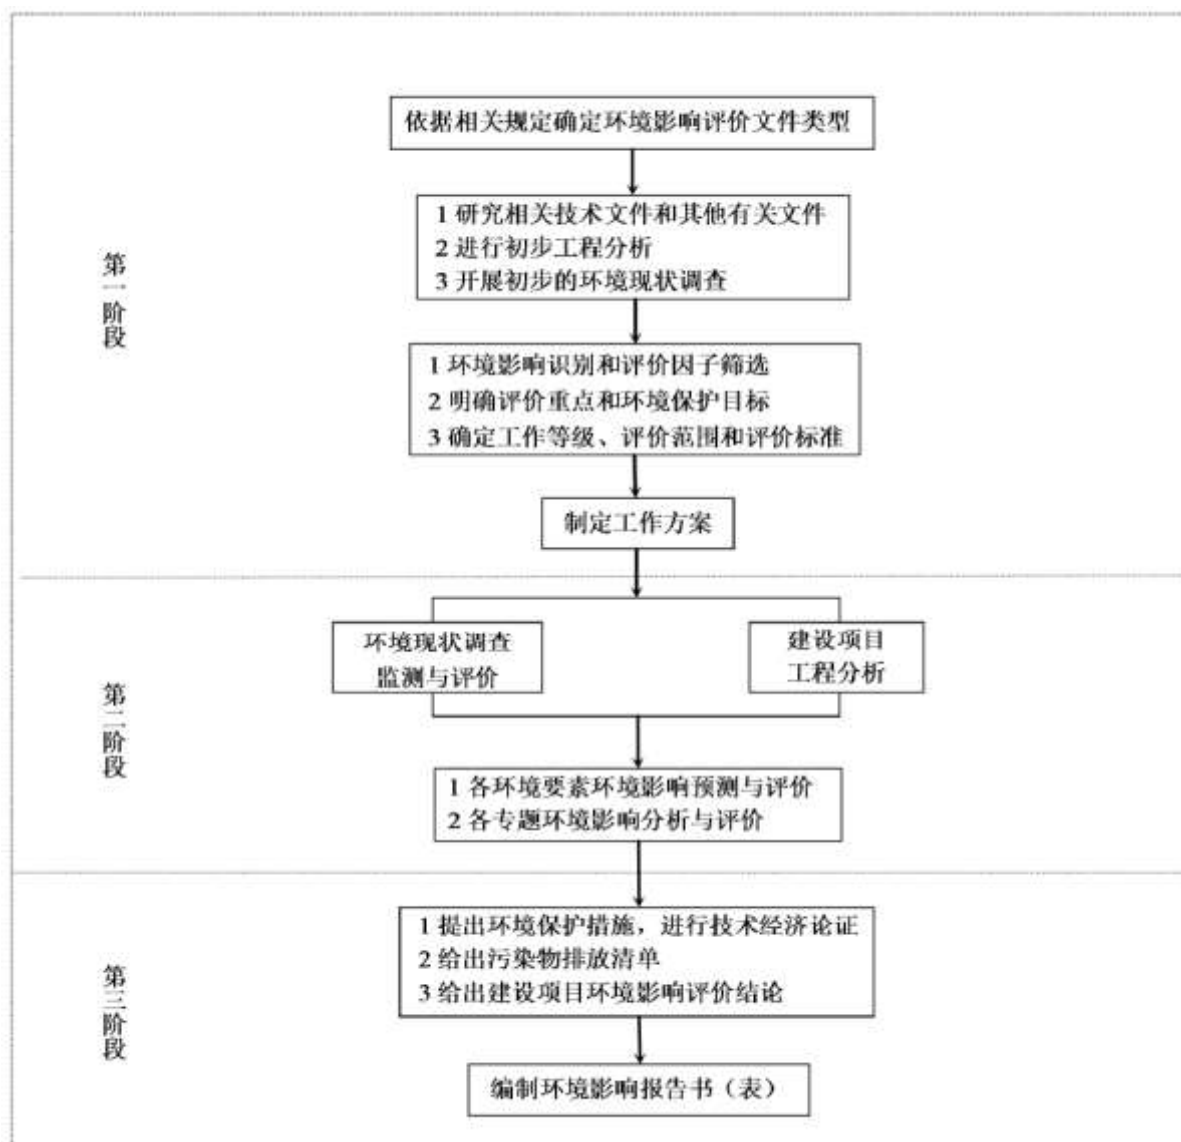 依据相关规定确定环境影响评价文件类型
1 研究相关技术文件和其他有关文件
2 进行初步工程分析
3 开展初步的环境现状调查
第一阶段
1 环境影响识别和评价因子筛选
2 明确评价重点和环境保护目标
3 确定工作等级、评价范围和评价标准
制定工作方案
环境现状调查
监测与评价
建设项目
工程分析
第二阶段
1 各环境要素环境影响预测与评价
2 各专题环境影响分析与评价
1 提出环境保护措施，进行技术经济论证
2 给出污染物排放清单
3 给出建设项目环境影响评价结论
第三阶段
编制环境影响报告书（表）